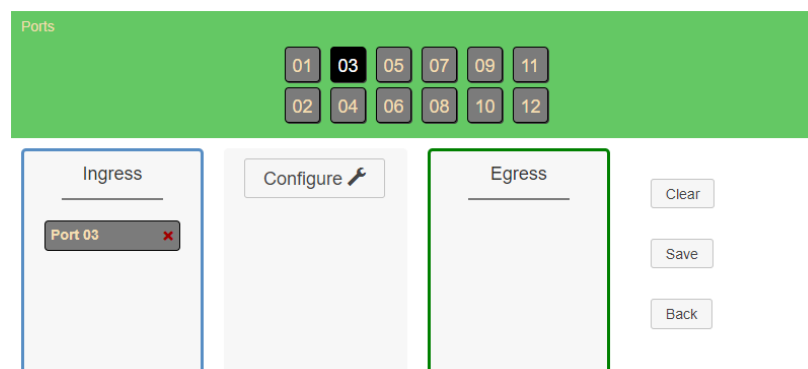 Ports
01 03 05 07 09 11
02 04 06 08 10 12
Ingress
Configure
Egress
Port 03
Clear
Save
Back